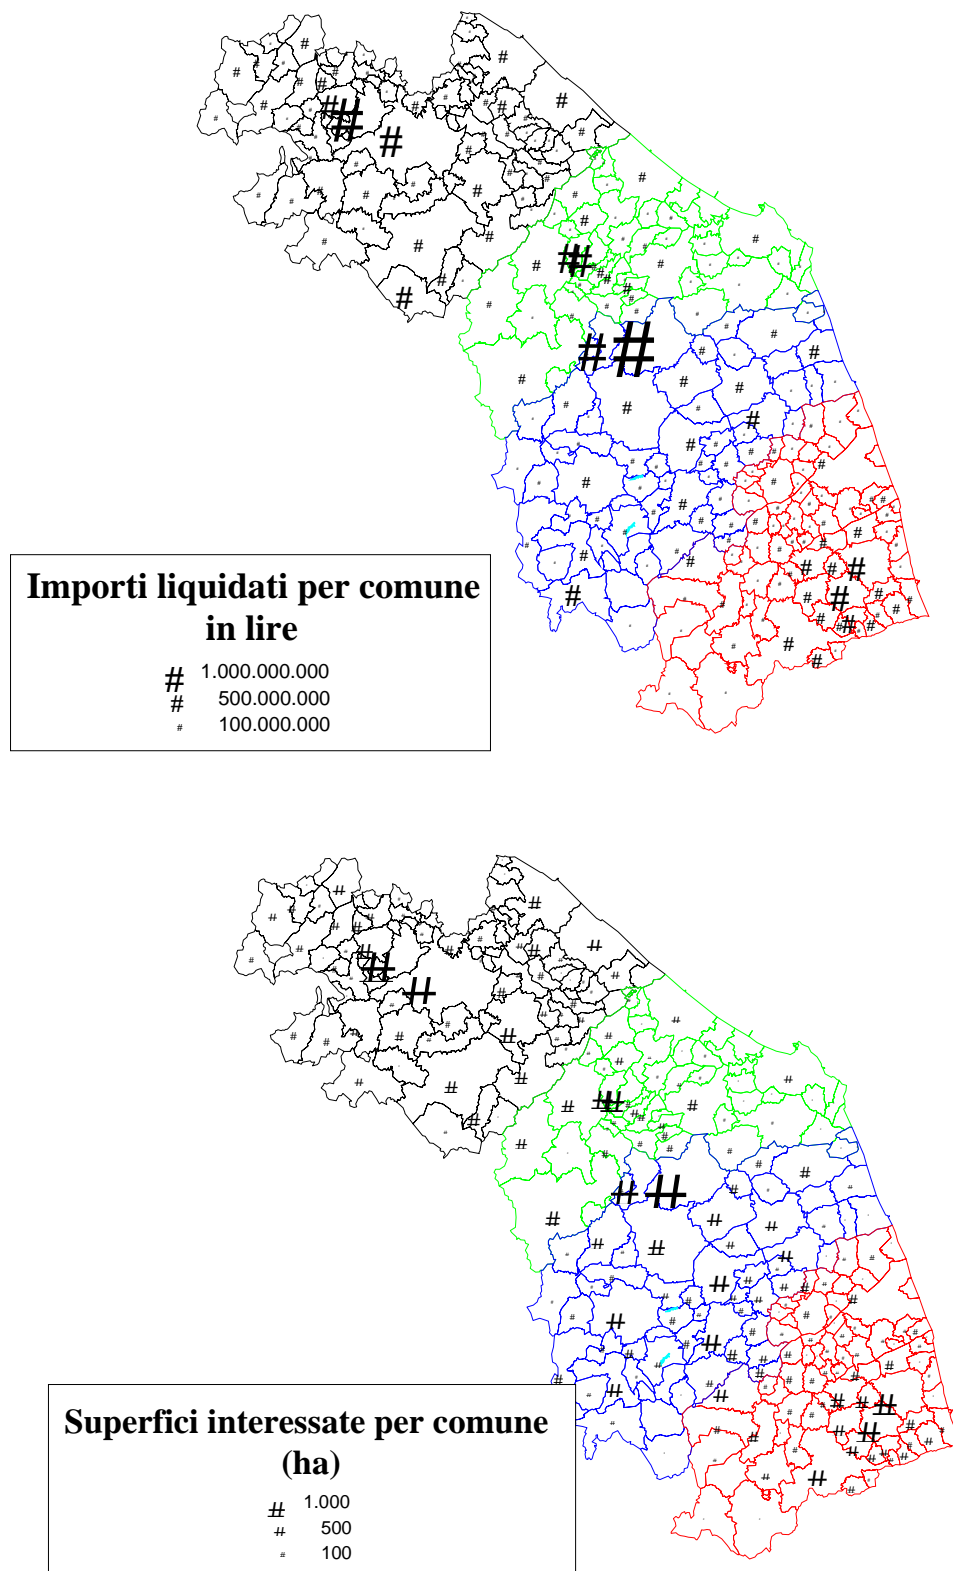 Importi liquidati per comune
in lire
# 1.000.000.000
# 500.000.000
# 100.000.000
Superfici interessate per comune
(ha)
# 1.000
# 500
# 100